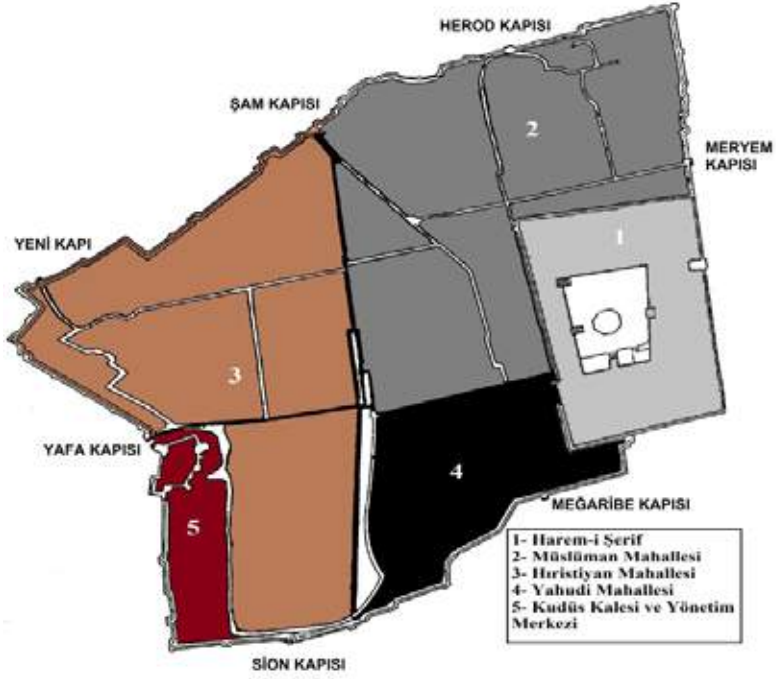 HEROD KAPISI
ŞAM KAPISI
2
MERYEM
KAPISI
YENİ KAPI
1
3
YAFA KAPISI
4
MEĞARİBE KAPISI
5
1- Harem-i Şerif
2- Müslüman Mahallesi
3- Hıristiyan Mahallesi
4- Yahudi Mahallesi
5- Kudüs Kalesi ve Yönetim
Merkezi
SİON KAPISI